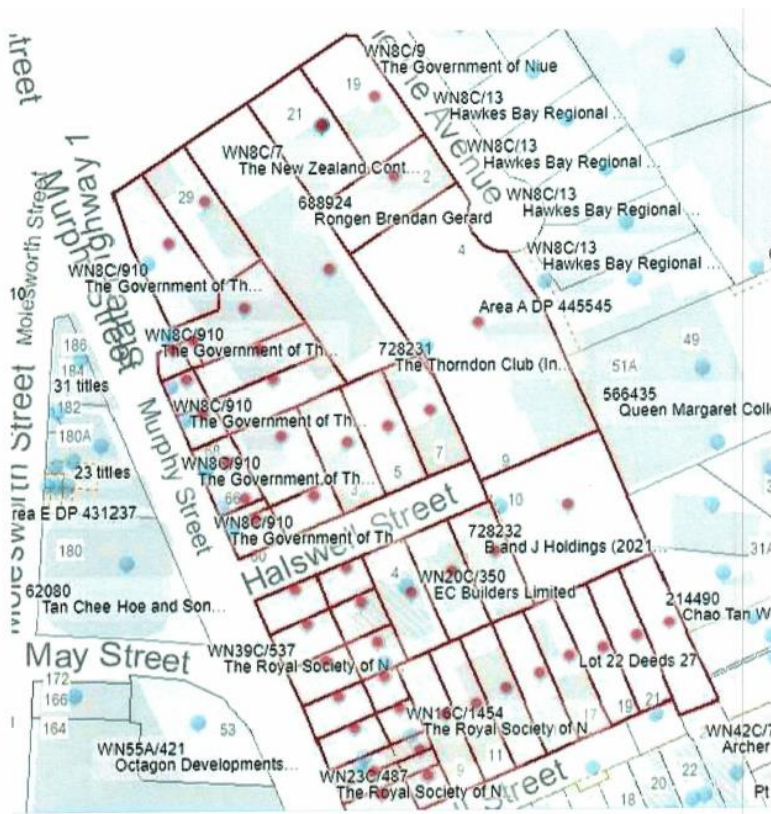 WN8C/9
The Government of Niue
19
WN8C/13
Hawkes Bay Regional ...
21
WN8C/7
The New Zealand Cont...
2
WN8C/13
Hawkes Bay Regional ...
29
688924
Rongen Brendan Gerard
WN8C/13
Hawkes Bay Regional ...
4
WN8C/13
Hawkes Bay Regional ...
Avenue
Molesworth Street
Murphy Street
State Highway 1
WN8C/910
The Government of Th...
Area A DP 445545
186
184
31 titles
182
180A
23 titles
WN8C/910
The Government of Th...
728231
The Thorndon Club (In...
49
51A
566435
Queen Margaret Colle
WN8C/910
The Government of Th...
Murphy Street
Molesworth Street
WN8C/910
The Government of Th...
68
66
3
5
7
9
WN8C/910
The Government of Th
60
Halswell Street
10
728232
B and J Holdings (2021...
rea E DP 431237
180
62080
Tan Chee Hoe and Son...
4
WN20C/350
EC Builders Limited
31A
214490
Chao Tan W
May Street
WN39C/537
The Royal Society of N
Lot 22 Deeds 27
172
166
164
53
WN16C/1454
The Royal Society of N
17
19
21
WN55A/421
Octagon Developments...
9
11
WN42C/7
Archer
WN23C/487
The Royal Society of N
Street
18
20
22
Pt